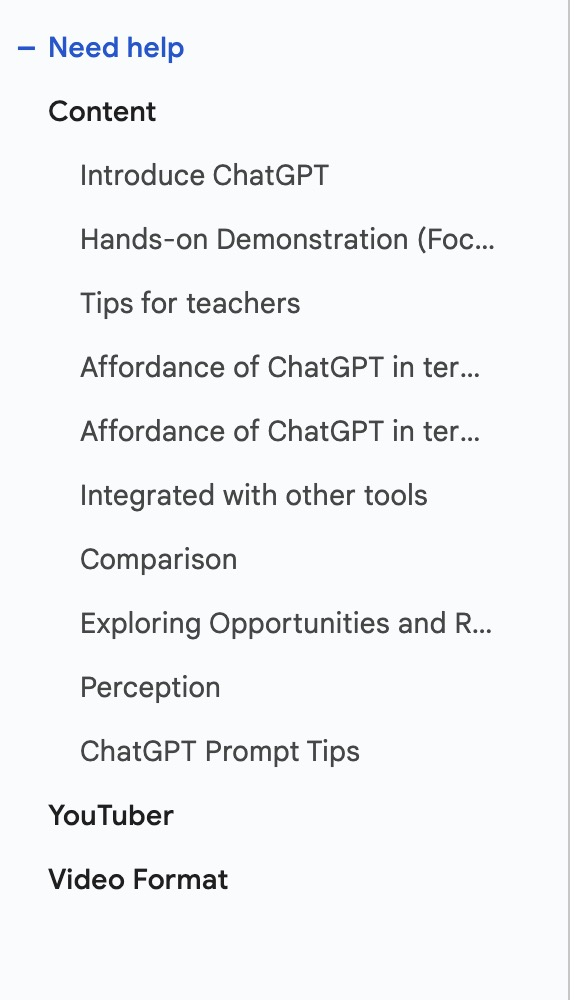 – Need help
Content
Introduce ChatGPT
Hands-on Demonstration (Foc...
Tips for teachers
Affordance of ChatGPT in ter...
Affordance of ChatGPT in ter...
Integrated with other tools
Comparison
Exploring Opportunities and R...
Perception
ChatGPT Prompt Tips
YouTuber
Video Format